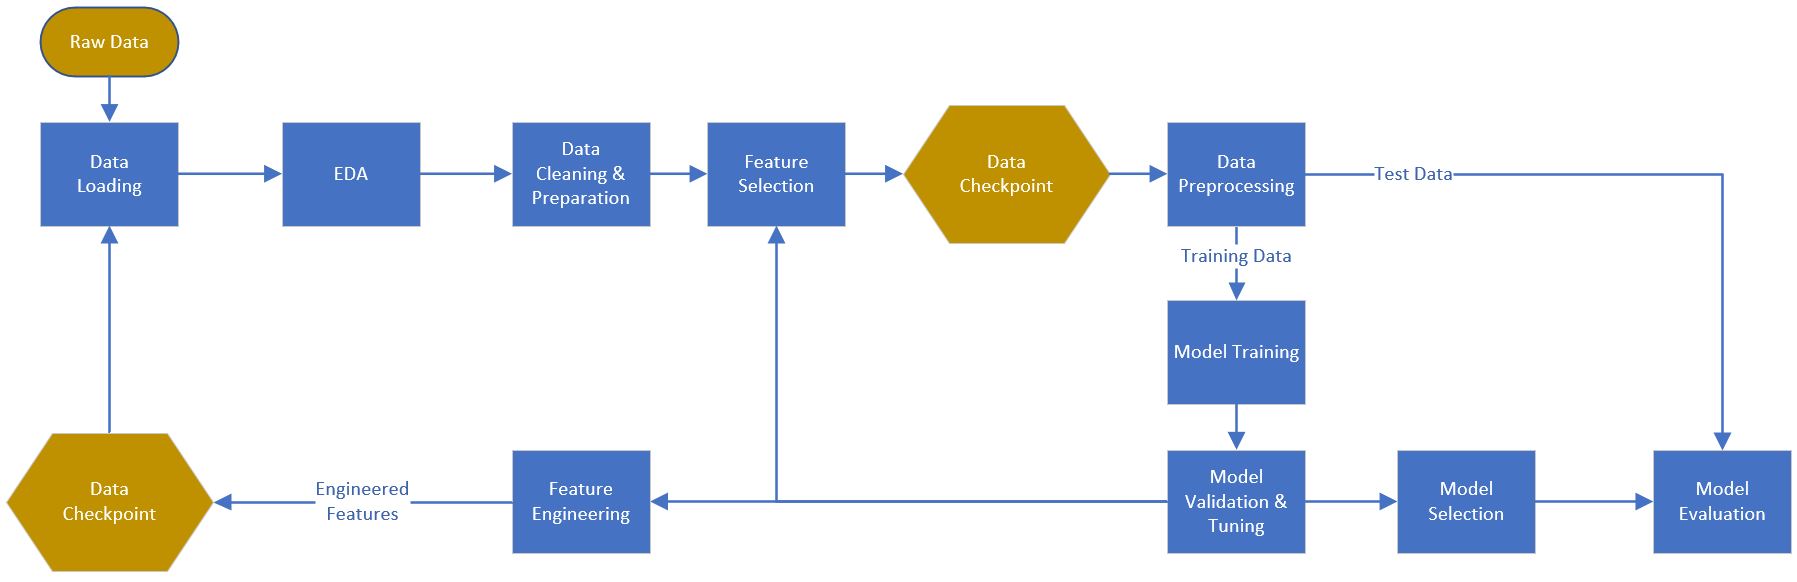 Raw Data
Data
Loading
EDA
Data
Cleaning &
Preparation
Feature
Selection
Data
Checkpoint
Data
Preprocessing
Test Data
Training Data
Model Training
Data
Checkpoint
Engineered
Features
Feature
Engineering
Model
Validation &
Tuning
Model
Selection
Model
Evaluation